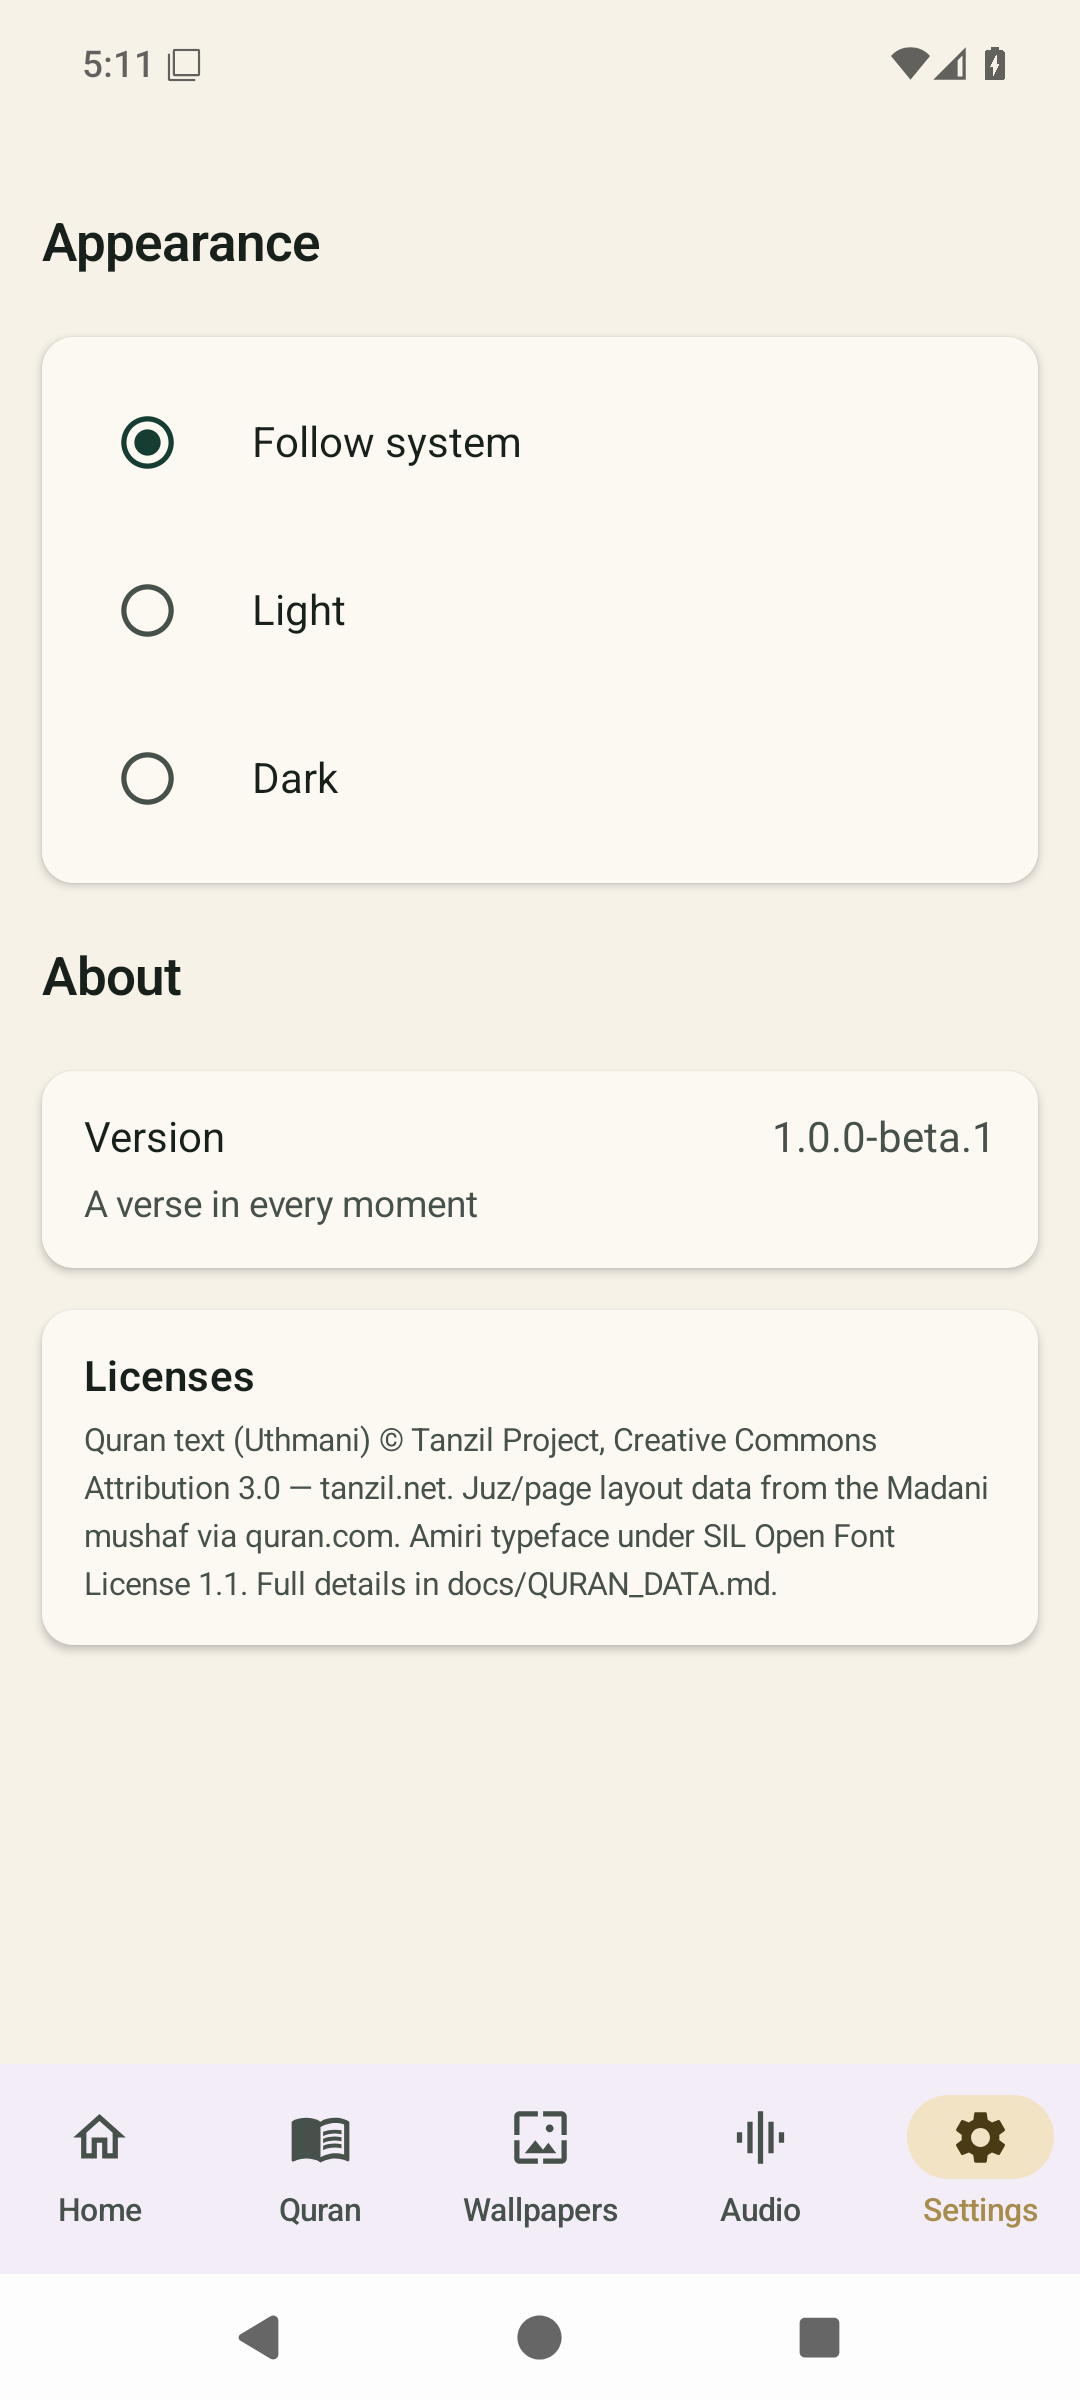 5:11
Appearance
Follow system
Light
Dark
About
Version 1.0.0-beta.1
A verse in every moment
Licenses
Quran text (Uthmani) © Tanzil Project, Creative Commons
Attribution 3.0 — tanzil.net. Juz/page layout data from the Madani
mushaf via quran.com. Amiri typeface under SIL Open Font
License 1.1. Full details in docs/QURAN_DATA.md.
Home Quran Wallpapers Audio Settings